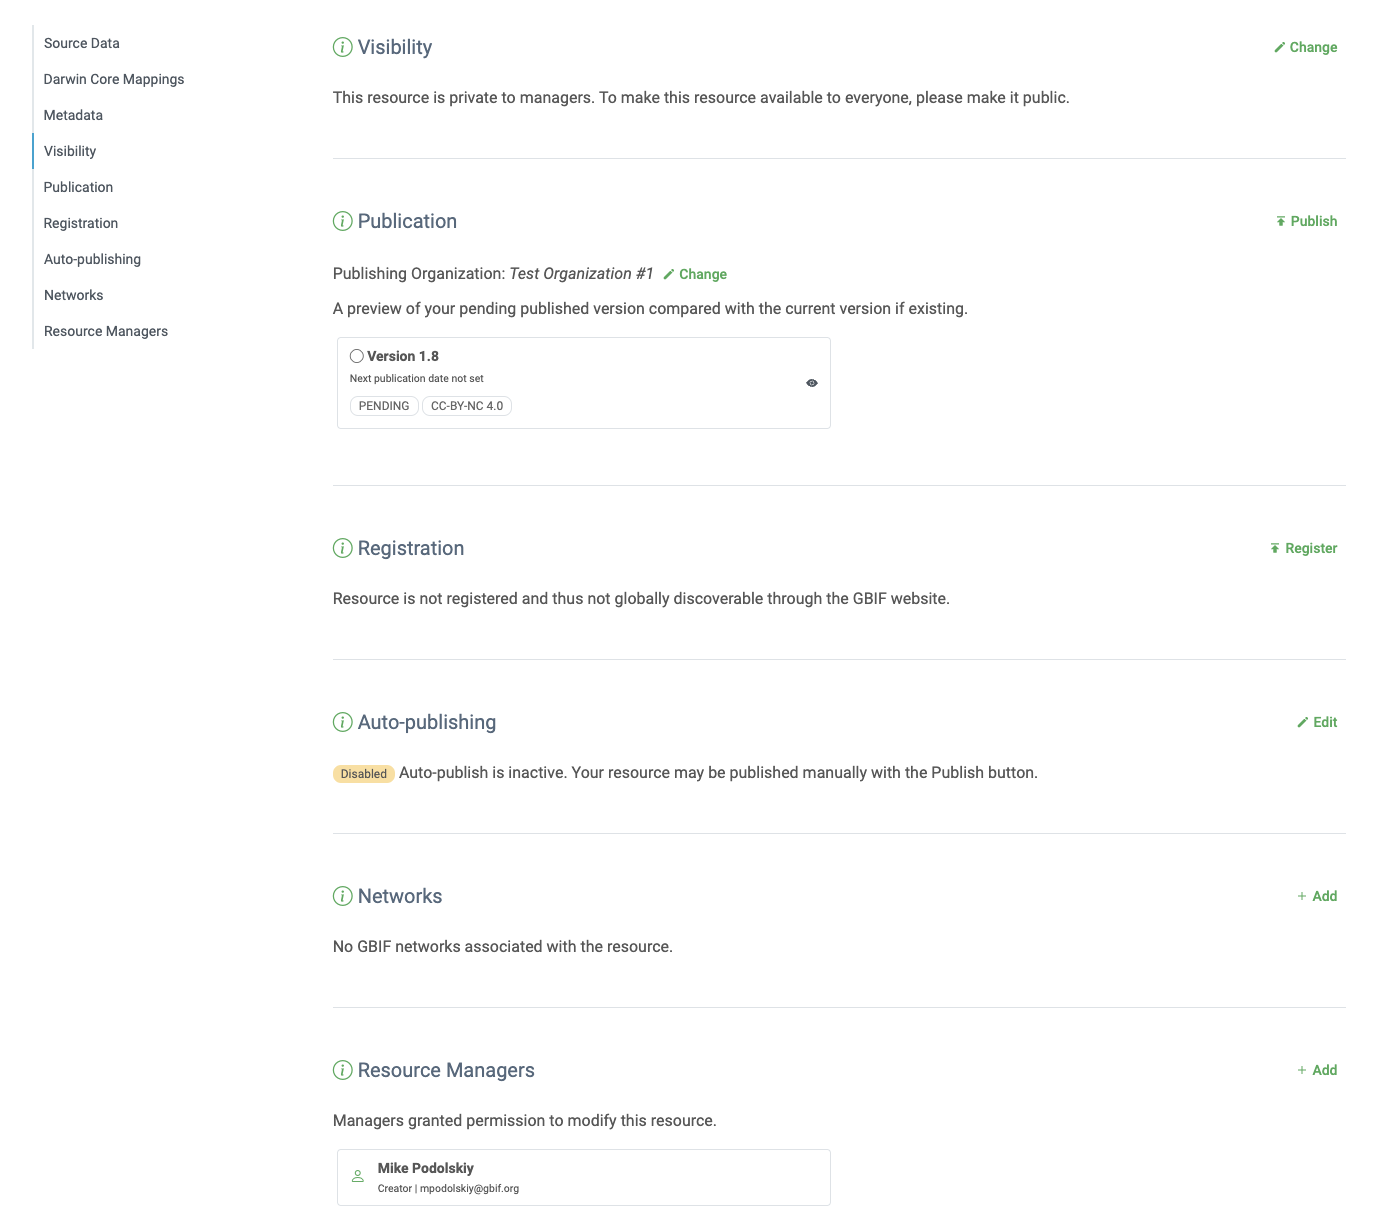 Source Data
Darwin Core Mappings
Metadata
Visibility
Publication
Registration
Auto-publishing
Networks
Resource Managers
Visibility
Change
This resource is private to managers. To make this resource available to everyone, please make it public.
Publication
Publish
Publishing Organization: Test Organization #1 Change
A preview of your pending published version compared with the current version if existing.
Version 1.8
Next publication date not set
PENDING CC-BY-NC 4.0
Registration
Register
Resource is not registered and thus not globally discoverable through the GBIF website.
Auto-publishing
Edit
Disabled Auto-publish is inactive. Your resource may be published manually with the Publish button.
Networks
+ Add
No GBIF networks associated with the resource.
Resource Managers
+ Add
Managers granted permission to modify this resource.
Mike Podolskiy
Creator | mpodolskiy@gbif.org